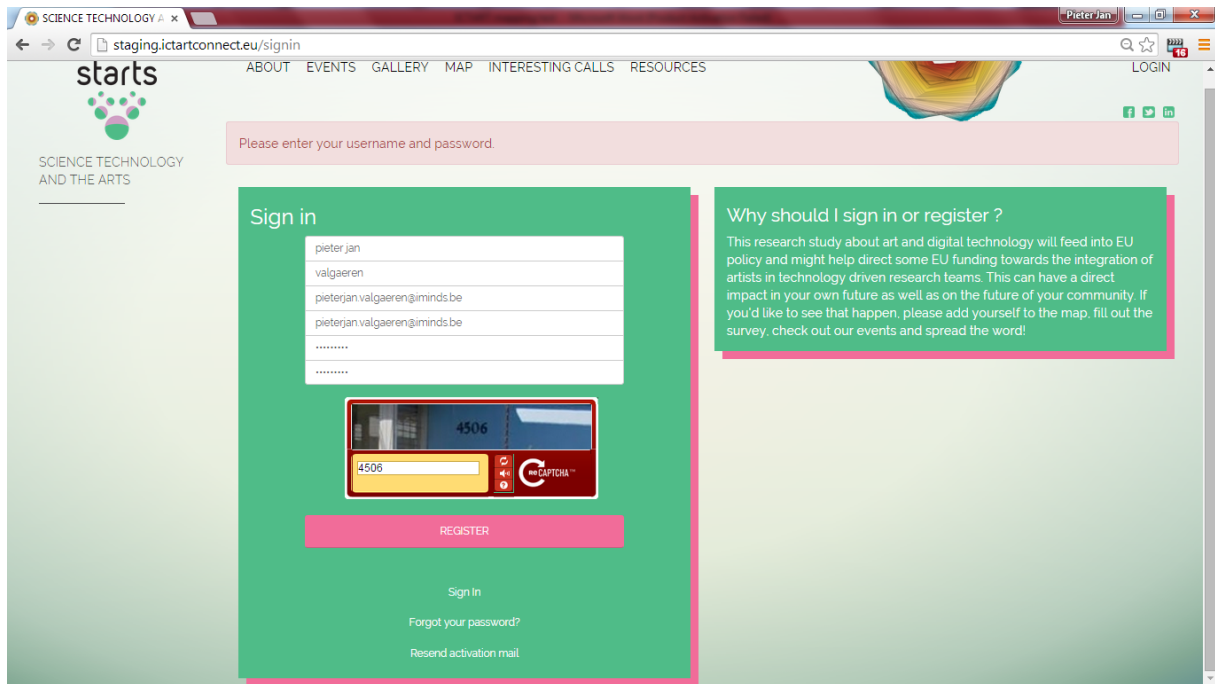 SCIENCE TECHNOLOGY A
PieterJan
staging.ictartconnect.eu/signin
16
starts
ABOUT EVENTS GALLERY MAP INTERESTING CALLS RESOURCES
LOGIN
SCIENCE TECHNOLOGY
AND THE ARTS
Please enter your username and password.
Sign in
pieter jan
valgaeren
pieterjan.valgaeren@iminds.be
pieterjan.valgaeren@iminds.be
4506
4506
reCAPTCHA™
REGISTER
Sign In
Forgot your password?
Resend activation mail
Why should I sign in or register ?
This research study about art and digital technology will feed into EU
policy and might help direct some EU funding towards the integration of
artists in technology driven research teams. This can have a direct
impact in your own future as well as on the future of your community. If
you'd like to see that happen, please add yourself to the map, fill out the
survey, check out our events and spread the word!